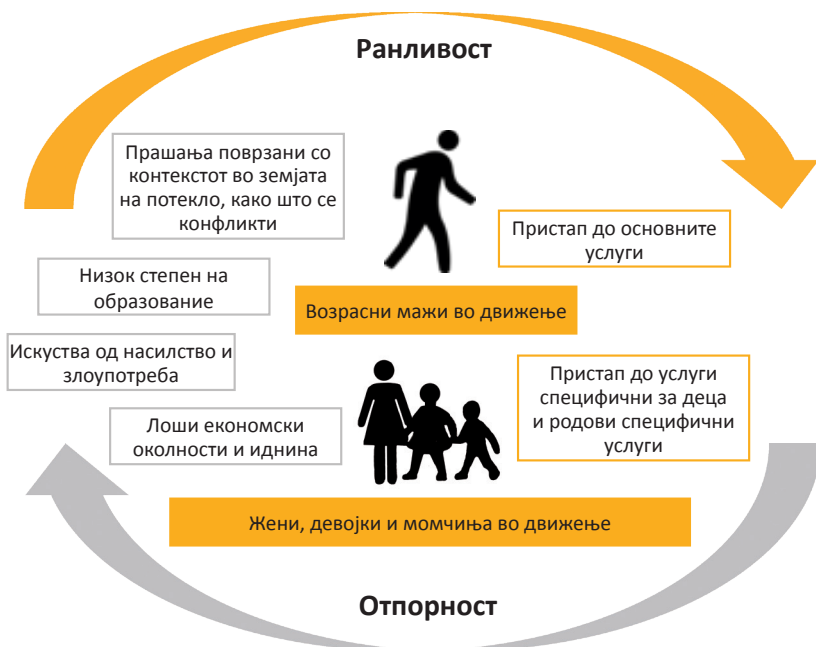 Ранливост
Прашања поврзани со
контекстот во земјата
на потекло, како што се
конфликти
Пристап до основните
услуги
Низок степен на
образование
Возрасни мажи во движење
Искуства од насилство и
злоупотреба
Пристап до услуги
специфични за деца
и родови специфични
услуги
Лоши економски
околности и иднина
Жени, девојки и момчиња во движење
Отпорност